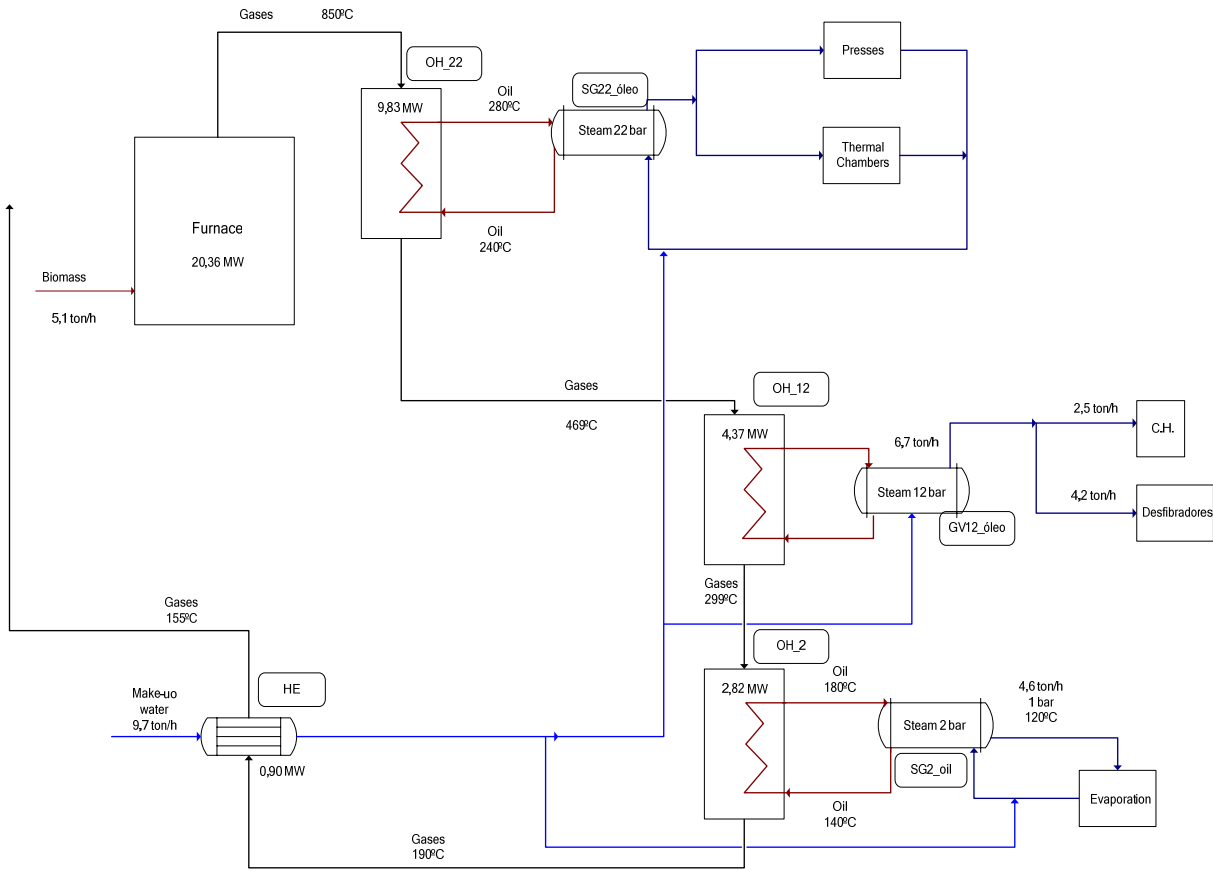 Gases 850ºC
OH_22
9,83 MW
Oil
280ºC
SG22_óleo
Steam 22 bar
Presses
Thermal
Chambers
Furnace
20,36 MW
Biomass
5,1 ton/h
Oil
240ºC
Gases
469ºC
OH_12
4,37 MW
6,7 ton/h
Steam 12 bar
GV12_óleo
2,5 ton/h
C.H.
4,2 ton/h
Desfibradores
Gases
299ºC
Gases
155ºC
OH_2
2,82 MW
Oil
180ºC
Steam 2 bar
SG2_oil
4,6 ton/h
1 bar
120ºC
HE
Make-uo
water
9,7 ton/h
0,90 MW
Oil
140ºC
Evaporation
Gases
190ºC